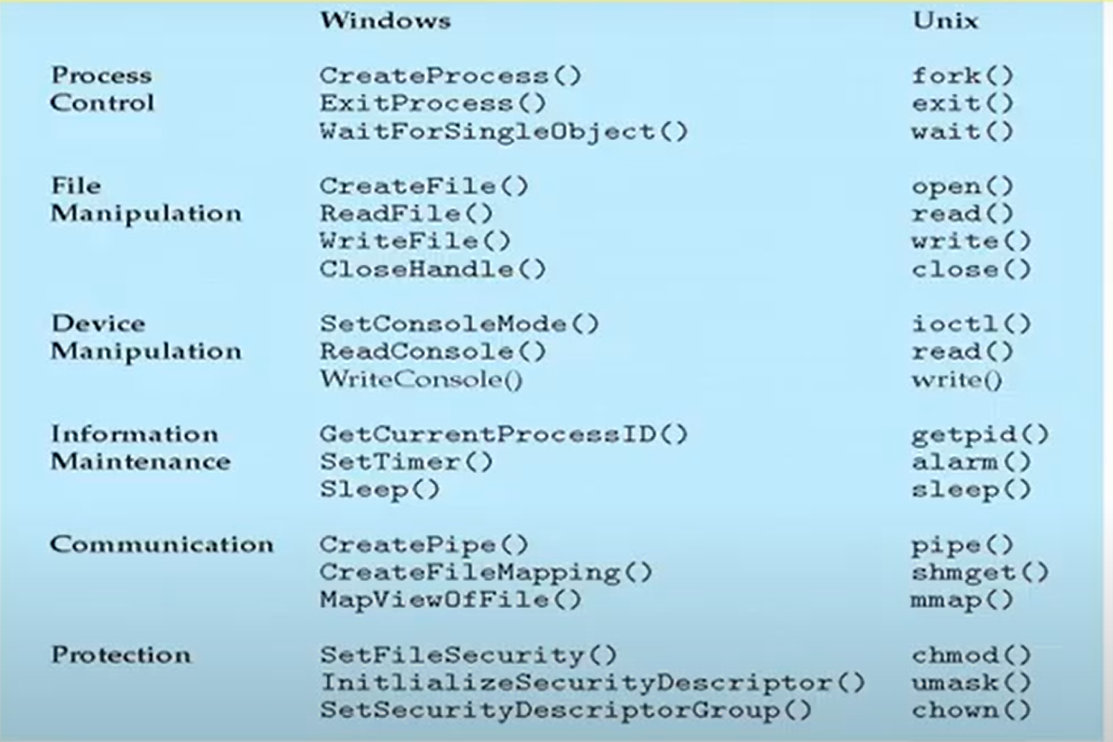 Windows Unix
Process CreateProcess() fork()
Control ExitProcess() exit()
WaitForSingleObject() wait()
File CreateFile() open()
Manipulation ReadFile() read()
WriteFile() write()
CloseHandle() close()
Device SetConsoleMode() ioctl()
Manipulation ReadConsole() read()
WriteConsole() write()
Information GetCurrentProcessID() getpid()
Maintenance SetTimer() alarm()
Sleep() sleep()
Communication CreatePipe() pipe()
CreateFileMapping() shmget()
MapViewOfFile() mmap()
Protection SetFileSecurity() chmod()
InitlializeSecurityDescriptor() umask()
SetSecurityDescriptorGroup() chown()